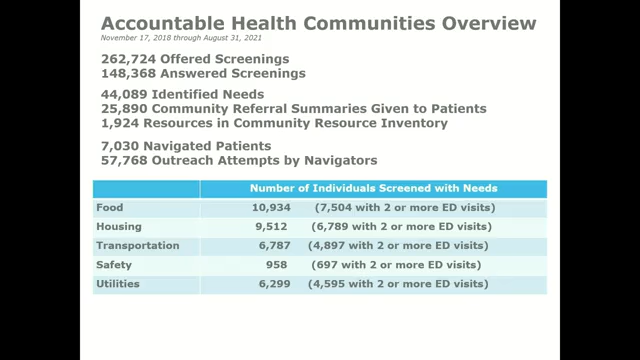 Accountable Health Communities Overview
November 17, 2018 through August 31, 2021
262,724 Offered Screenings
148,368 Answered Screenings
44,089 Identified Needs
25,890 Community Referral Summaries Given to Patients
1,924 Resources in Community Resource Inventory
7,030 Navigated Patients
57,768 Outreach Attempts by Navigators
Number of Individuals Screened with Needs
Food 10,934 (7,504 with 2 or more ED visits)
Housing 9,512 (6,789 with 2 or more ED visits)
Transportation 6,787 (4,897 with 2 or more ED visits)
Safety 958 (697 with 2 or more ED visits)
Utilities 6,299 (4,595 with 2 or more ED visits)